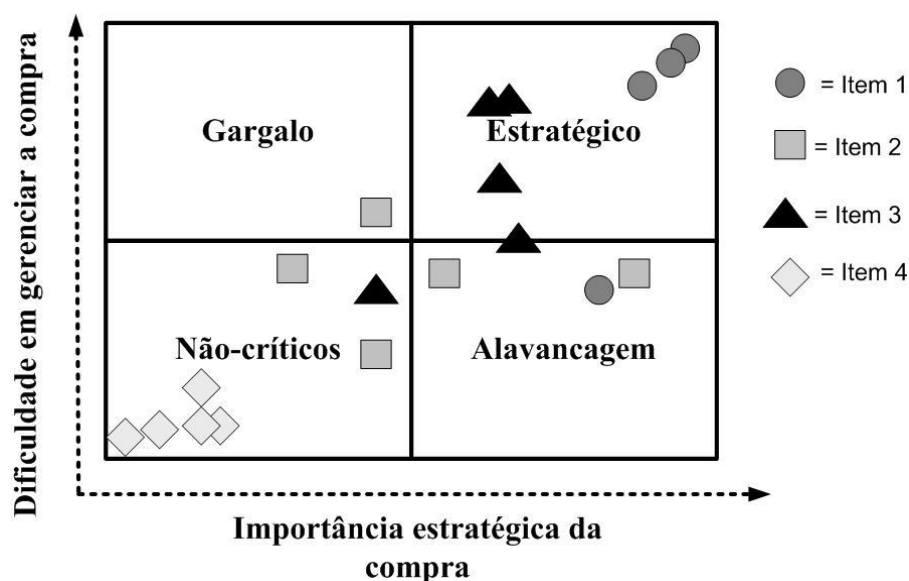 Dificuldade em gerenciar a compra
Gargalo
Estratégico
Não-críticos
Alavancagem
Importância estratégica da
compra
= Item 1
= Item 2
= Item 3
= Item 4